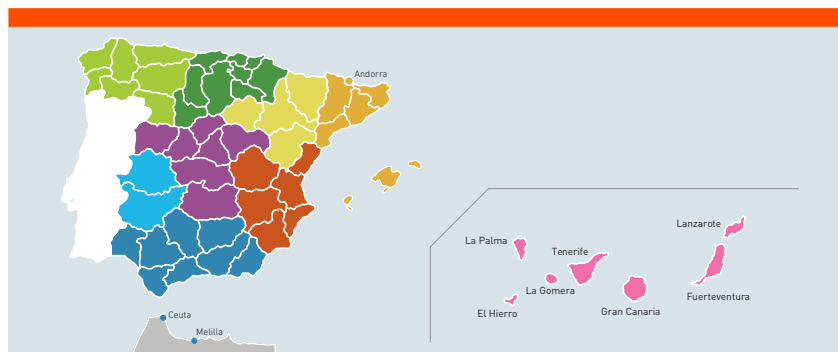 Andorra
Lanzarote
La Palma
Tenerife
La Gomera
Fuerteventura
El Hierro
Gran Canaria
Ceuta
Melilla